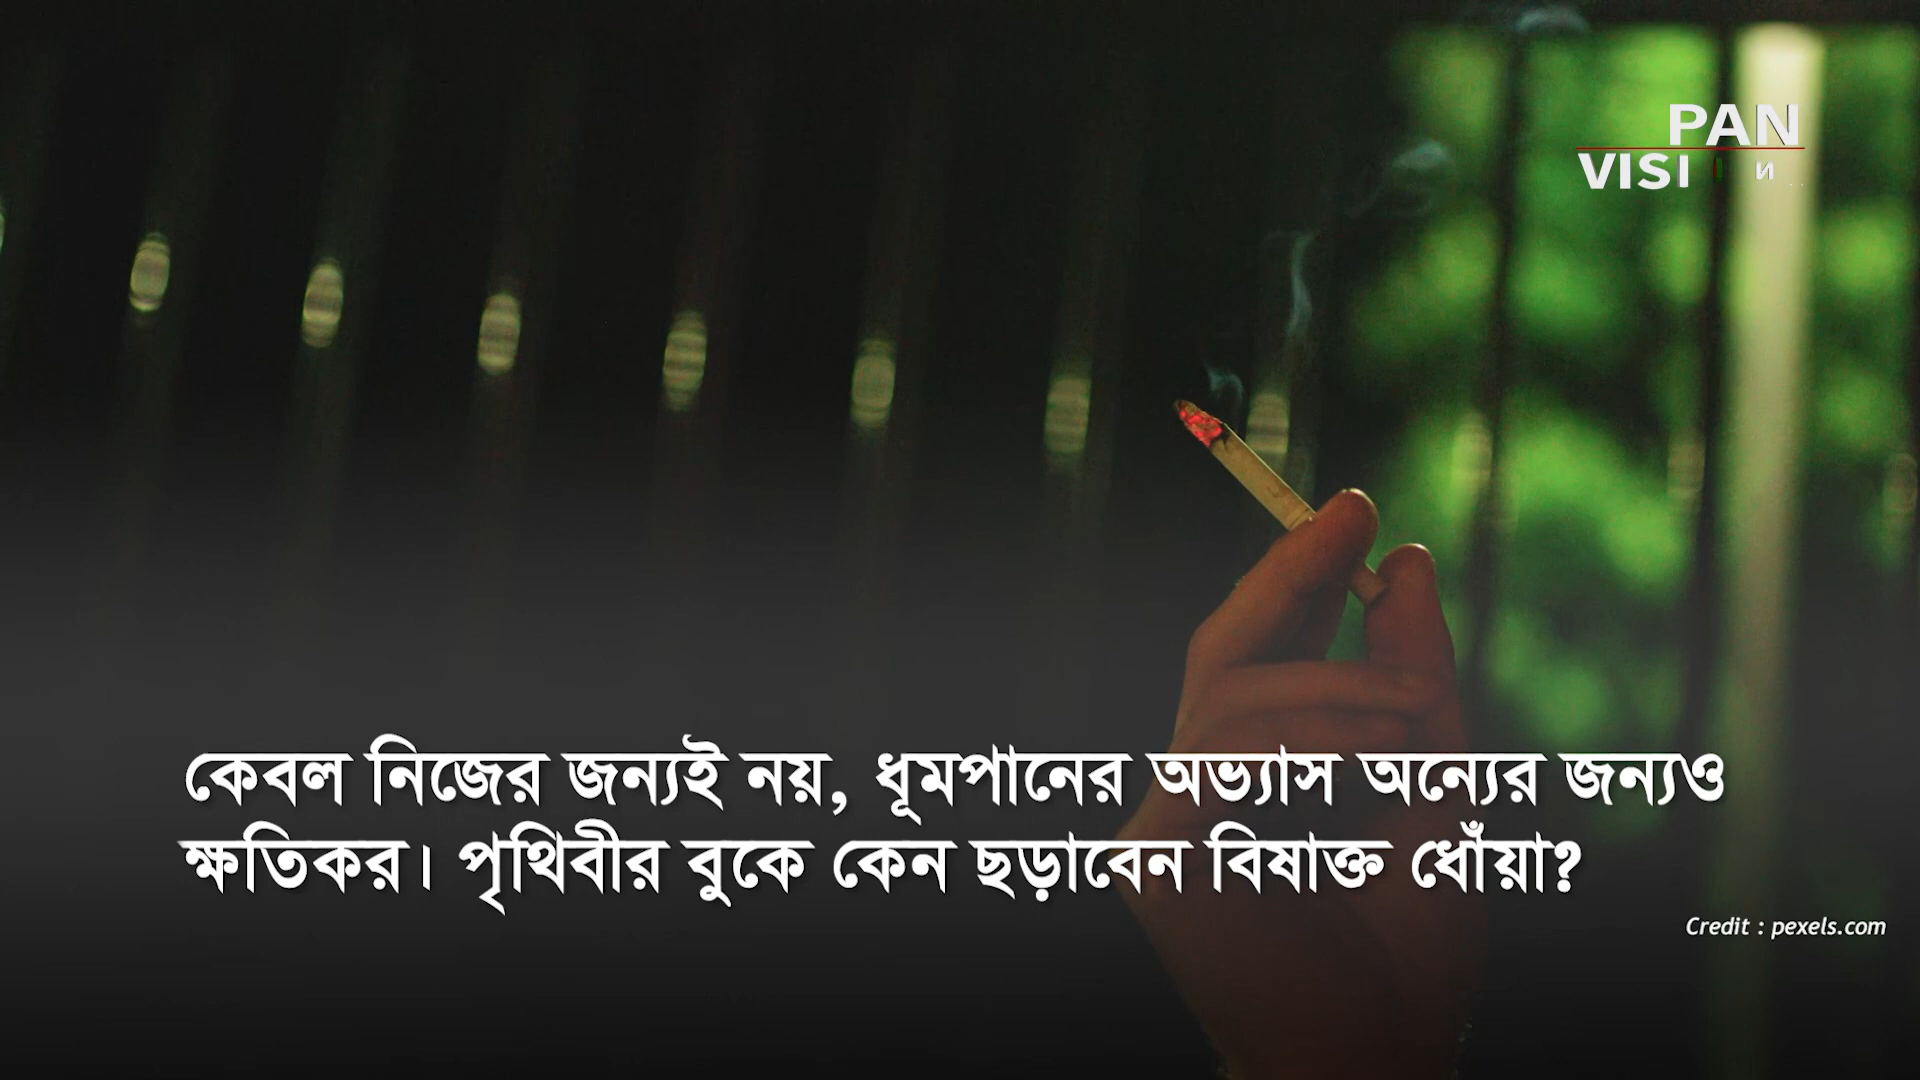 PAN
VISI
কেবল নিজের জন্যই নয়, ধূমপানের অভ্যাস অন্যের জন্যও
ক্ষতিকর। পৃথিবীর বুকে কেন ছড়াবেন বিষাক্ত ধোঁয়া?
Credit : pexels.com